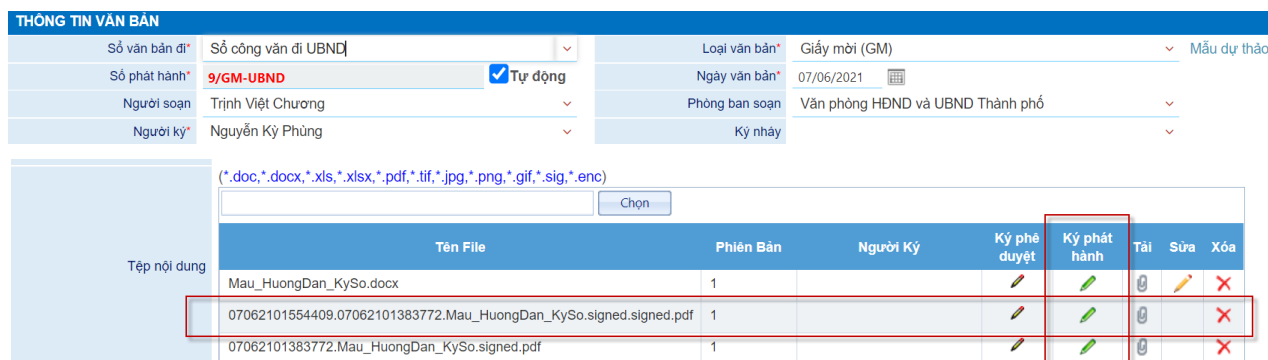 THÔNG TIN VĂN BẢN
Sổ văn bản đi* Sổ công văn đi UBND Loại văn bản* Giấy mời (GM) Mẫu dự thảo
Số phát hành* 9/GM-UBND Tự động Ngày văn bản* 07/06/2021
Người soạn Trịnh Việt Chương Phòng ban soạn Văn phòng HĐND và UBND Thành phố
Người ký* Nguyễn Kỳ Phùng Ký nháy
(*.doc,*.docx,*.xls,*.xlsx,*.pdf,*.tif,*.jpg,*.png,*.gif,*.sig,*.enc)
Chọn
Tệp nội dung
Tên File Phiên Bản Người Ký Ký phê duyệt Ký phát hành Tải Sửa Xóa
Mau_HuongDan_KySo.docx 1
07062101554409.07062101383772.Mau_HuongDan_KySo.signed.signed.pdf 1
07062101383772.Mau_HuongDan_KySo.signed.pdf 1